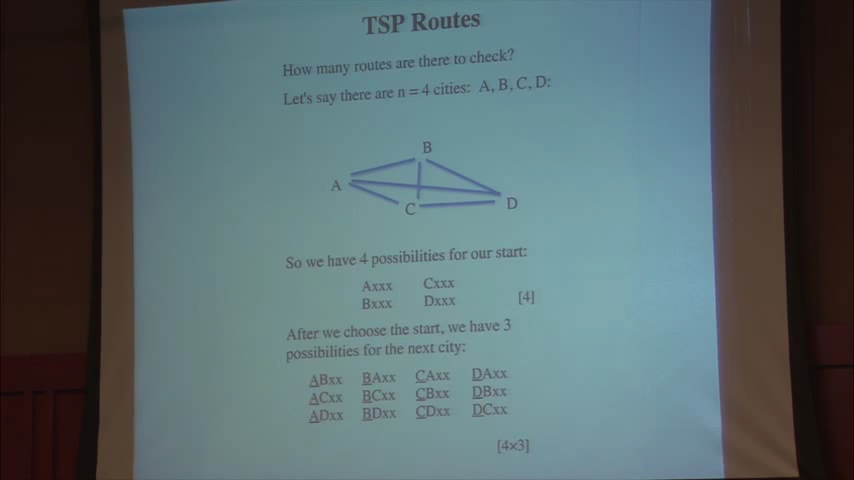 TSP Routes
How many routes are there to check?
Let's say there are n = 4 cities: A, B, C, D:
B
A
C
D
So we have 4 possibilities for our start:
Axxx Cxxx
Bxxx Dxxx [4]
After we choose the start, we have 3
possibilities for the next city:
ABxx BAxx CAxx DAxx
ACxx BCxx CBxx DBxx
ADxx BDxx CDxx DCxx
[4×3]